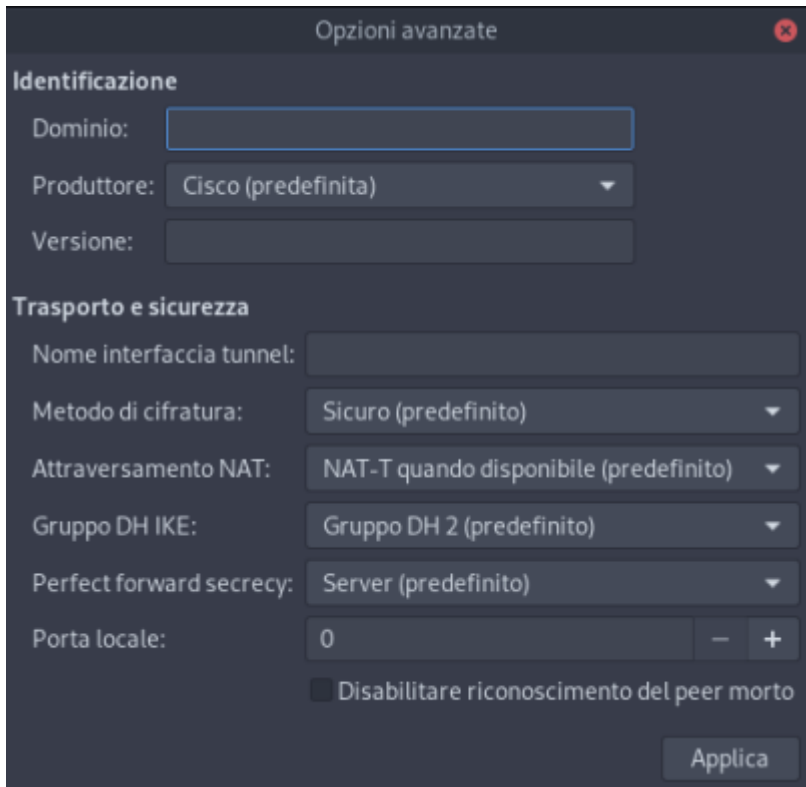 Opzioni avanzate
Identificazione
Dominio:
Produttore: Cisco (predefinita)
Versione:
Trasporto e sicurezza
Nome interfaccia tunnel:
Metodo di cifratura: Sicuro (predefinito)
Attraversamento NAT: NAT-T quando disponibile (predefinito)
Gruppo DH IKE: Gruppo DH 2 (predefinito)
Perfect forward secrecy: Server (predefinito)
Porta locale: 0 − +
Disabilitare riconoscimento del peer morto
Applica